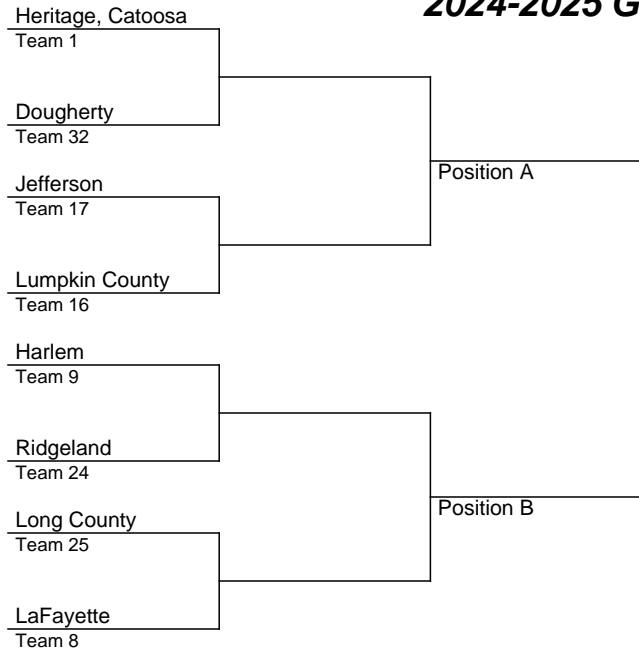 2024-2025 G
Heritage, Catoosa
Team 1
Dougherty
Team 32
Position A
Jefferson
Team 17
Lumpkin County
Team 16
Harlem
Team 9
Ridgeland
Team 24
Position B
Long County
Team 25
LaFayette
Team 8